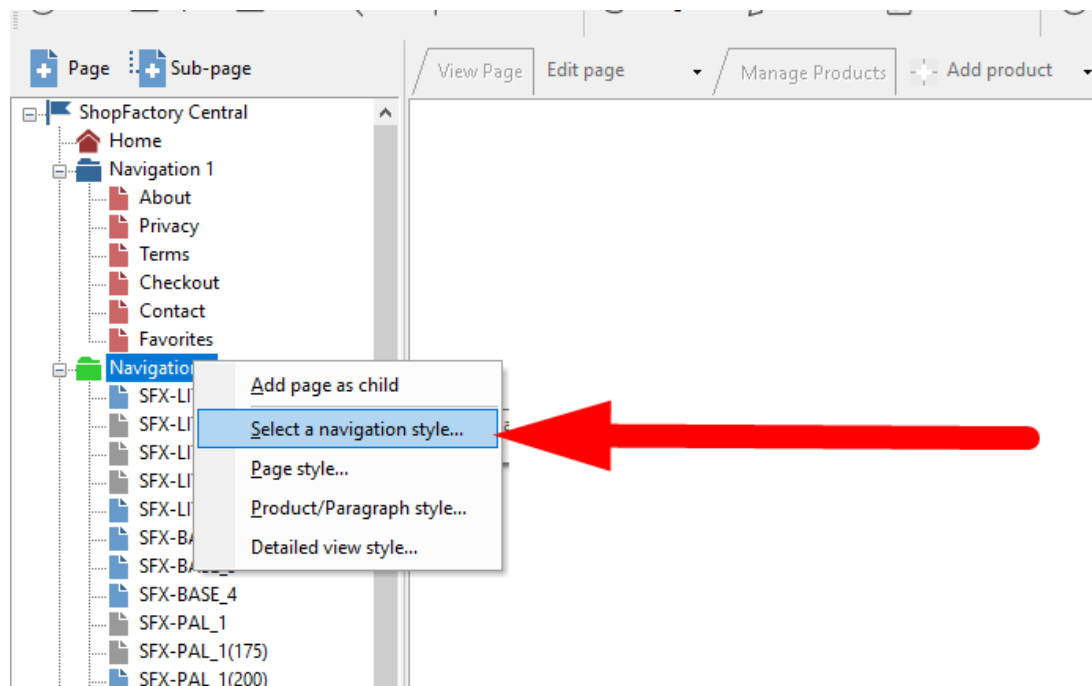 Page Sub-page View Page Edit page Manage Products Add product
ShopFactory Central
Home
Navigation 1
About
Privacy
Terms
Checkout
Contact
Favorites
Navigation
Add page as child
Select a navigation style...
Page style...
Product/Paragraph style...
Detailed view style...
SFX-BASE_4
SFX-PAL_1
SFX-PAL_1(175)
SFX-PAL_1(200)